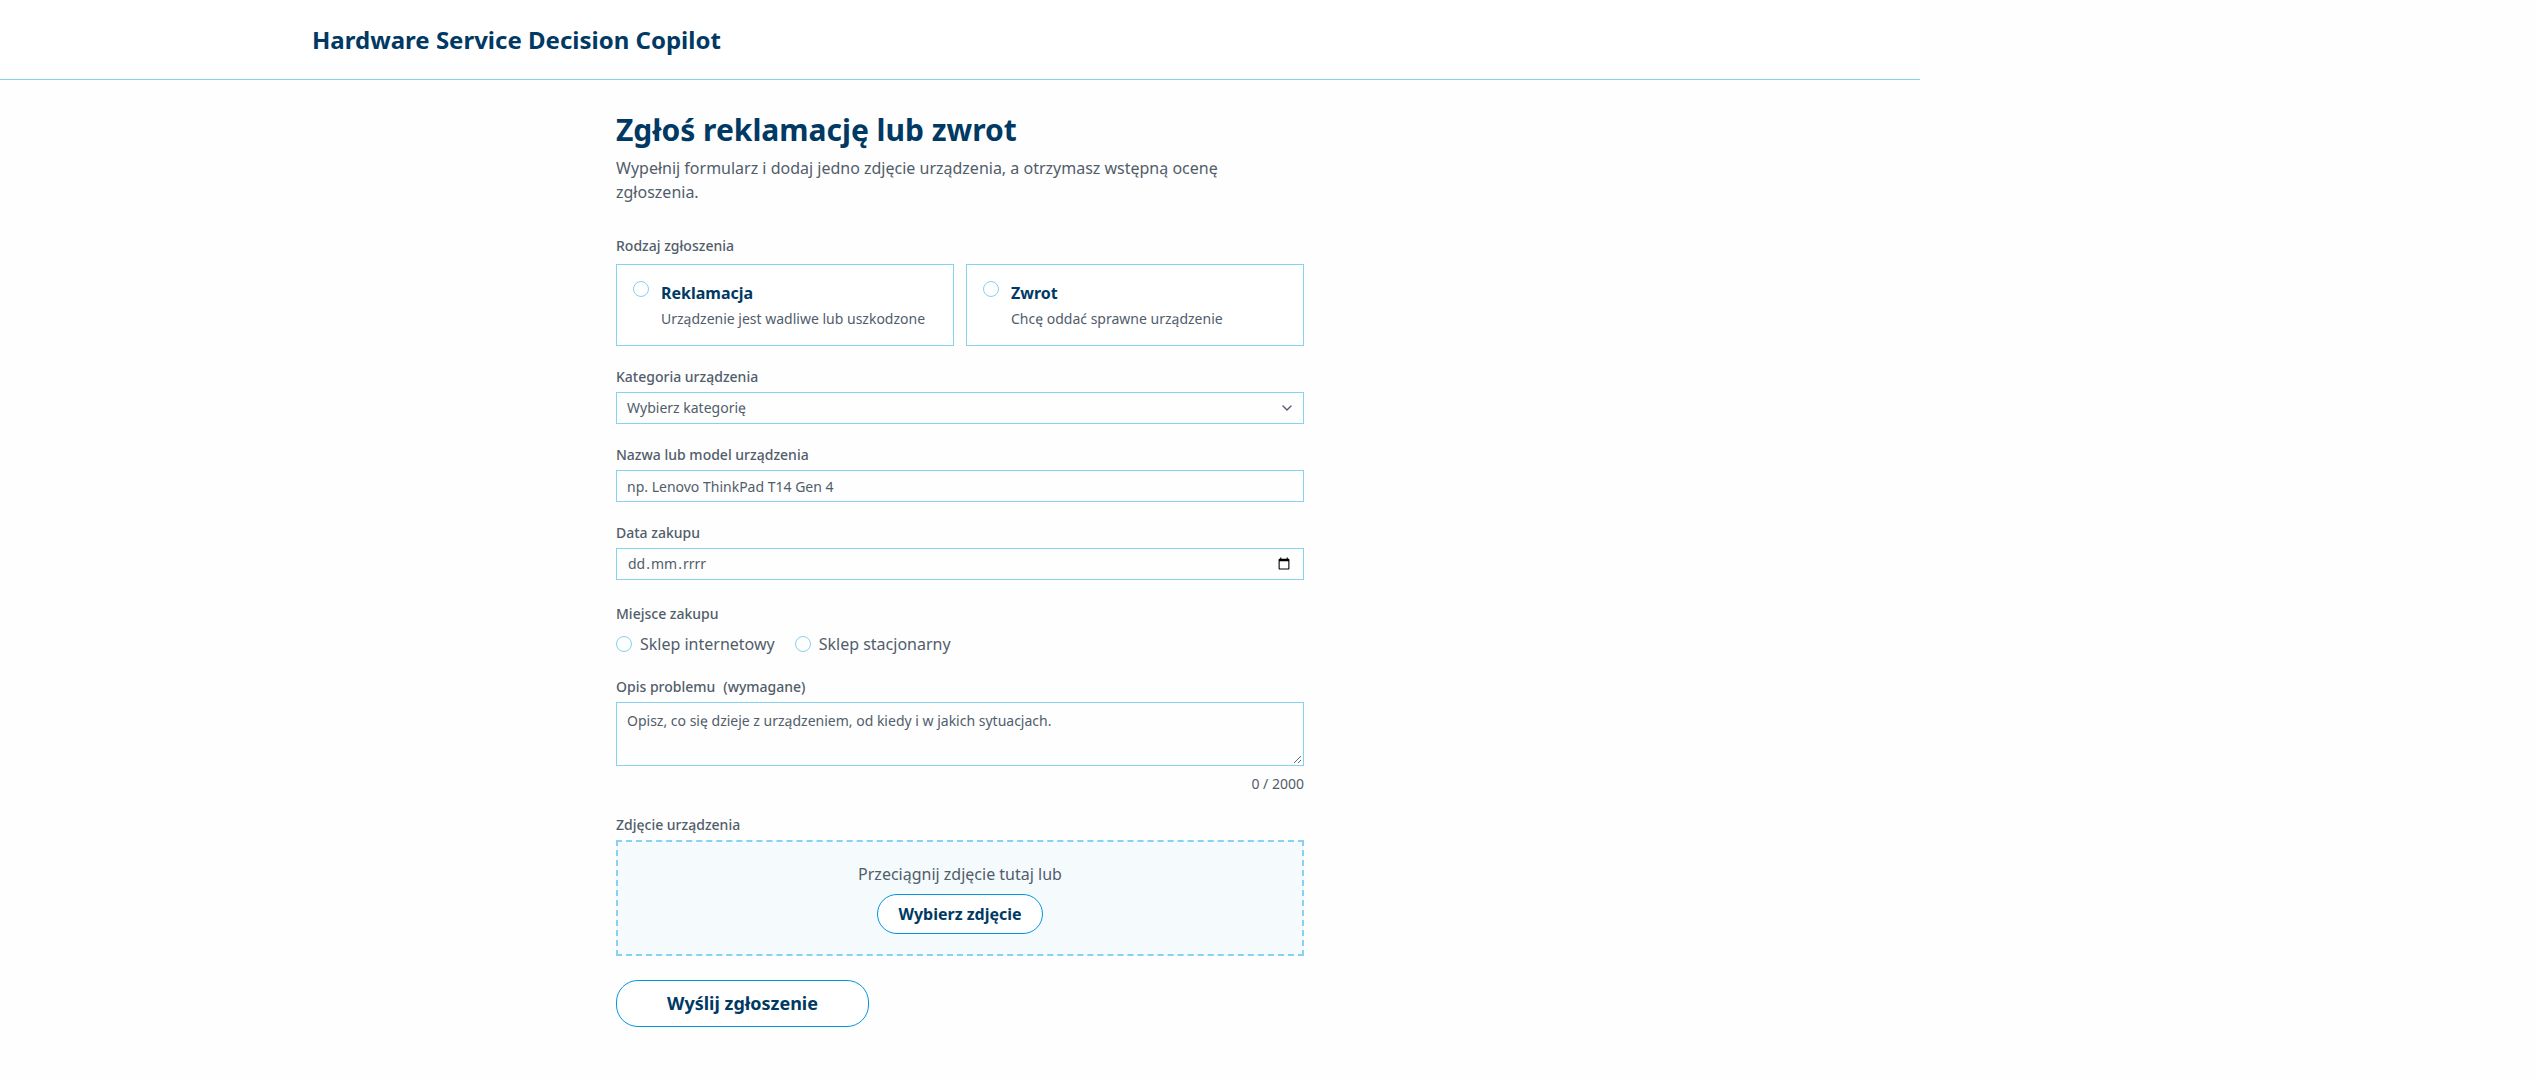 Hardware Service Decision Copilot
Zgłoś reklamację lub zwrot
Wypełnij formularz i dodaj jedno zdjęcie urządzenia, a otrzymasz wstępną ocenę
zgłoszenia.
Rodzaj zgłoszenia
Reklamacja
Urządzenie jest wadliwe lub uszkodzone
Zwrot
Chcę oddać sprawne urządzenie
Kategoria urządzenia
Wybierz kategorię
Nazwa lub model urządzenia
np. Lenovo ThinkPad T14 Gen 4
Data zakupu
dd.mm.rrrr
Miejsce zakupu
Sklep internetowy
Sklep stacjonarny
Opis problemu (wymagane)
Opisz, co się dzieje z urządzeniem, od kiedy i w jakich sytuacjach.
0 / 2000
Zdjęcie urządzenia
Przeciągnij zdjęcie tutaj lub
Wybierz zdjęcie
Wyślij zgłoszenie